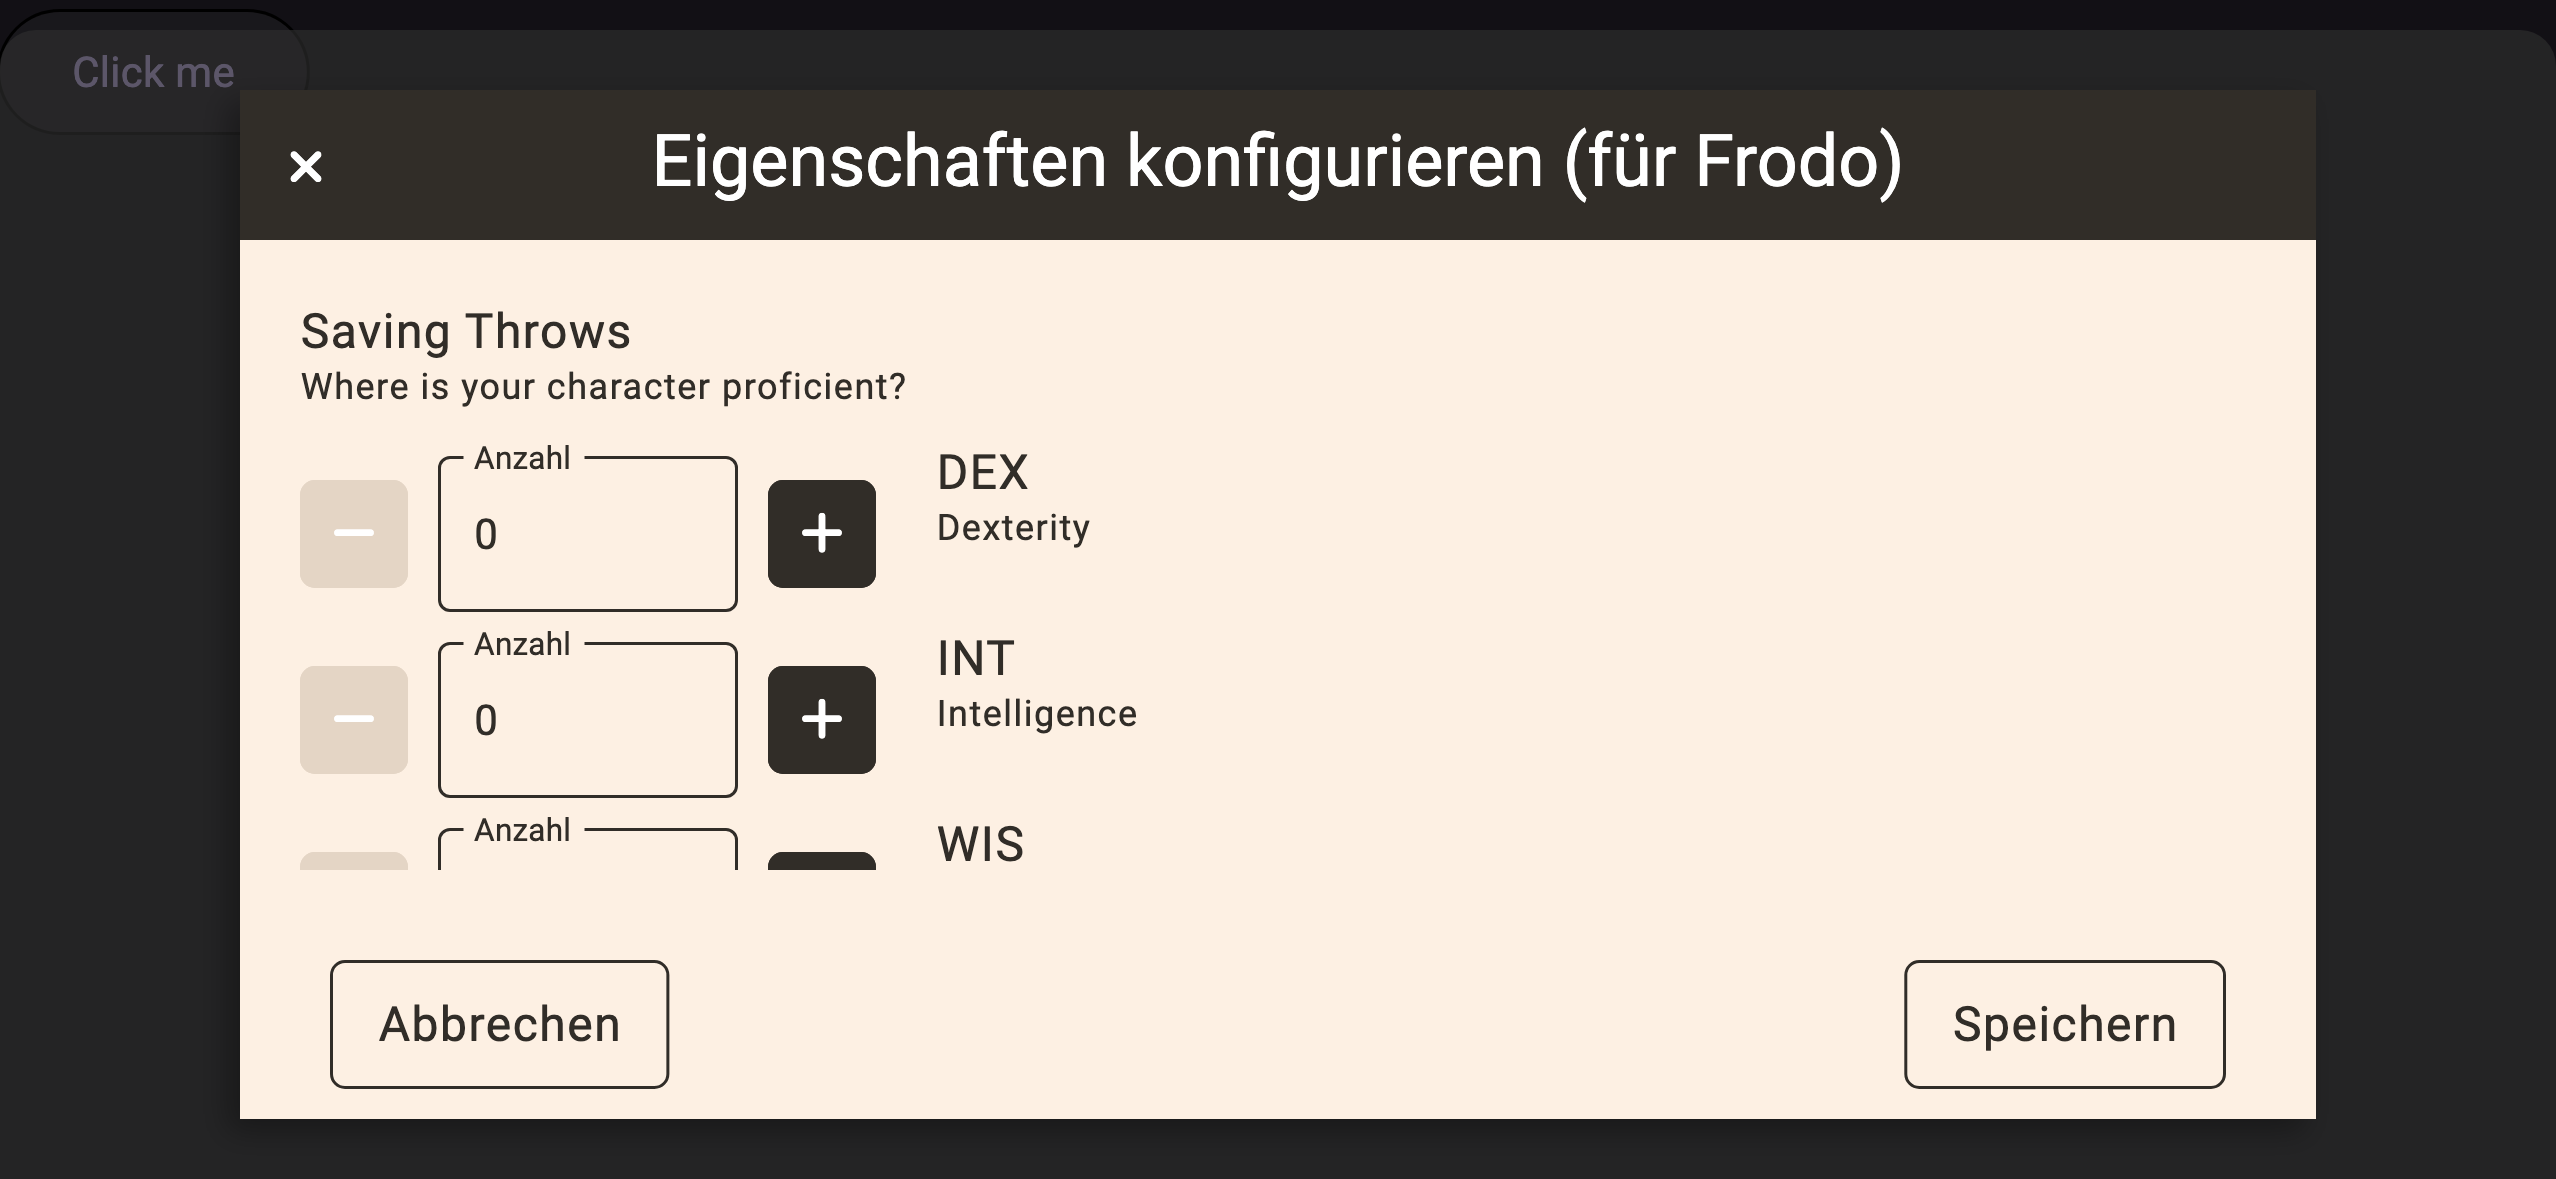 Click me
Eigenschaften konfigurieren (für Frodo)
Saving Throws
Where is your character proficient?
Anzahl
0
DEX
Dexterity
Anzahl
0
INT
Intelligence
Anzahl
WIS
Abbrechen
Speichern